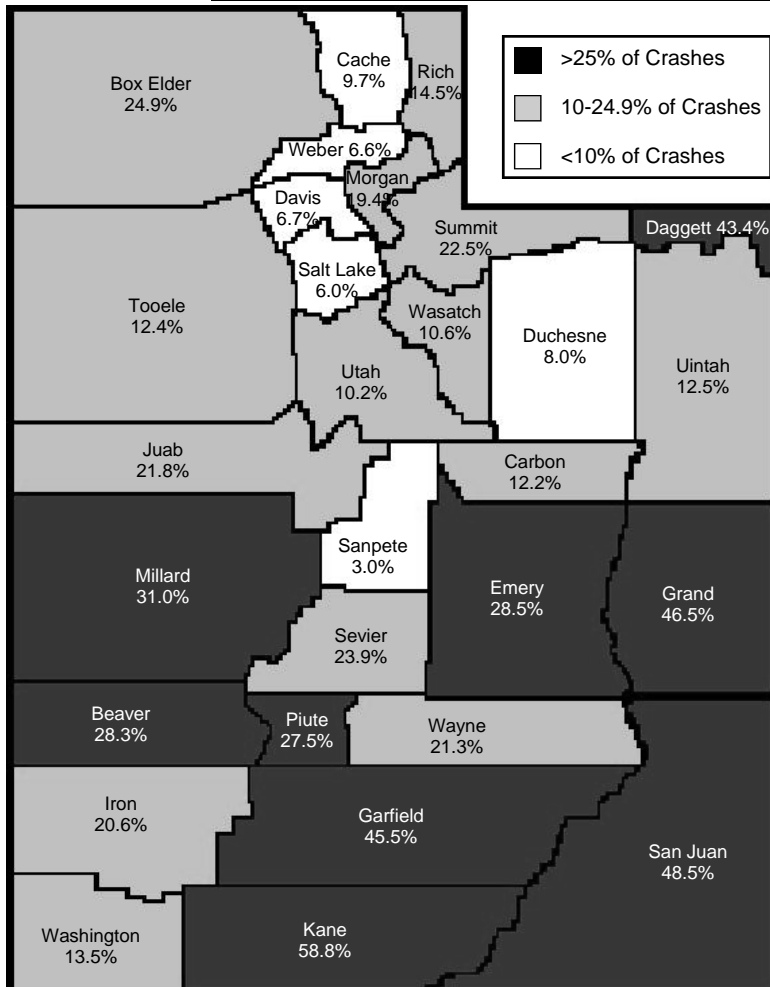 >25% of Crashes
10-24.9% of Crashes
<10% of Crashes
Box Elder
24.9%
Cache
9.7%
Rich
14.5%
Weber 6.6%
Morgan
19.4%
Davis
6.7%
Summit
22.5%
Daggett 43.4%
Salt Lake
6.0%
Tooele
12.4%
Wasatch
10.6%
Duchesne
8.0%
Uintah
12.5%
Utah
10.2%
Juab
21.8%
Carbon
12.2%
Sanpete
3.0%
Millard
31.0%
Emery
28.5%
Grand
46.5%
Sevier
23.9%
Beaver
28.3%
Piute
27.5%
Wayne
21.3%
Iron
20.6%
Garfield
45.5%
San Juan
48.5%
Washington
13.5%
Kane
58.8%